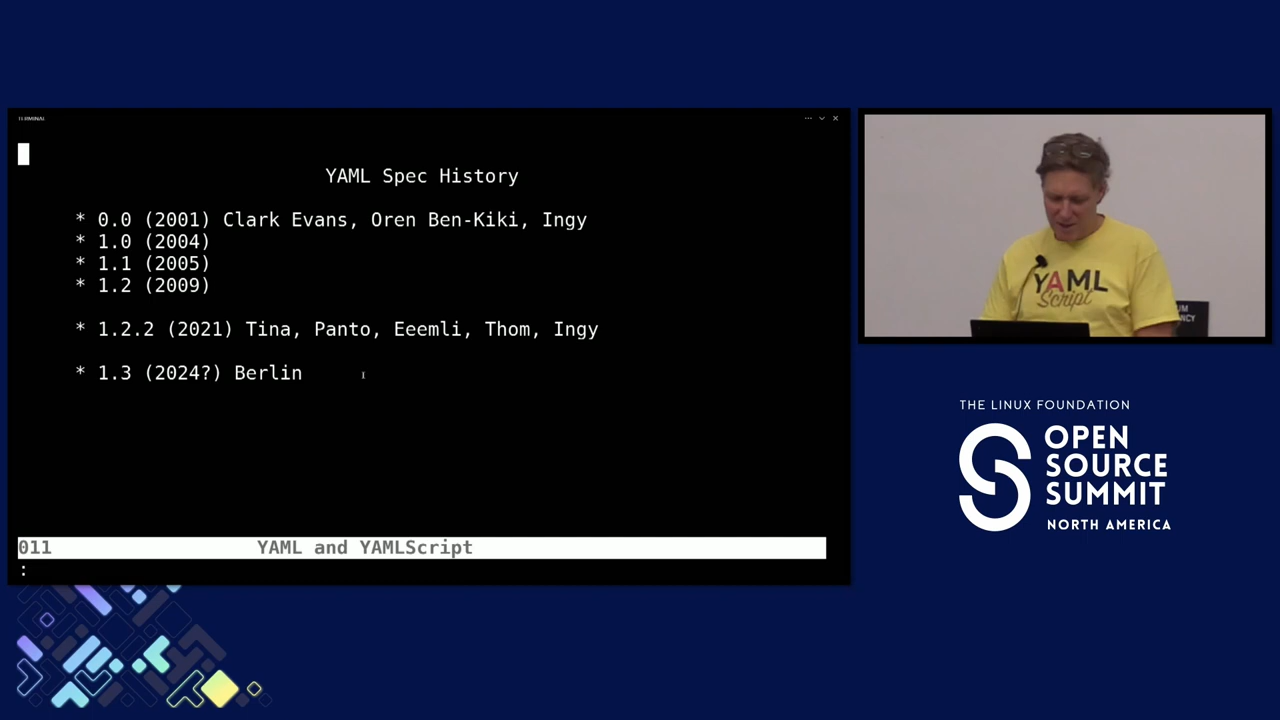 TERMINAL
YAML Spec History
* 0.0 (2001) Clark Evans, Oren Ben-Kiki, Ingy
* 1.0 (2004)
* 1.1 (2005)
* 1.2 (2009)
* 1.2.2 (2021) Tina, Panto, Eeemli, Thom, Ingy
* 1.3 (2024?) Berlin
011 YAML and YAMLScript
:
YAML
Script
THE LINUX FOUNDATION
OPEN
SOURCE
SUMMIT
NORTH AMERICA